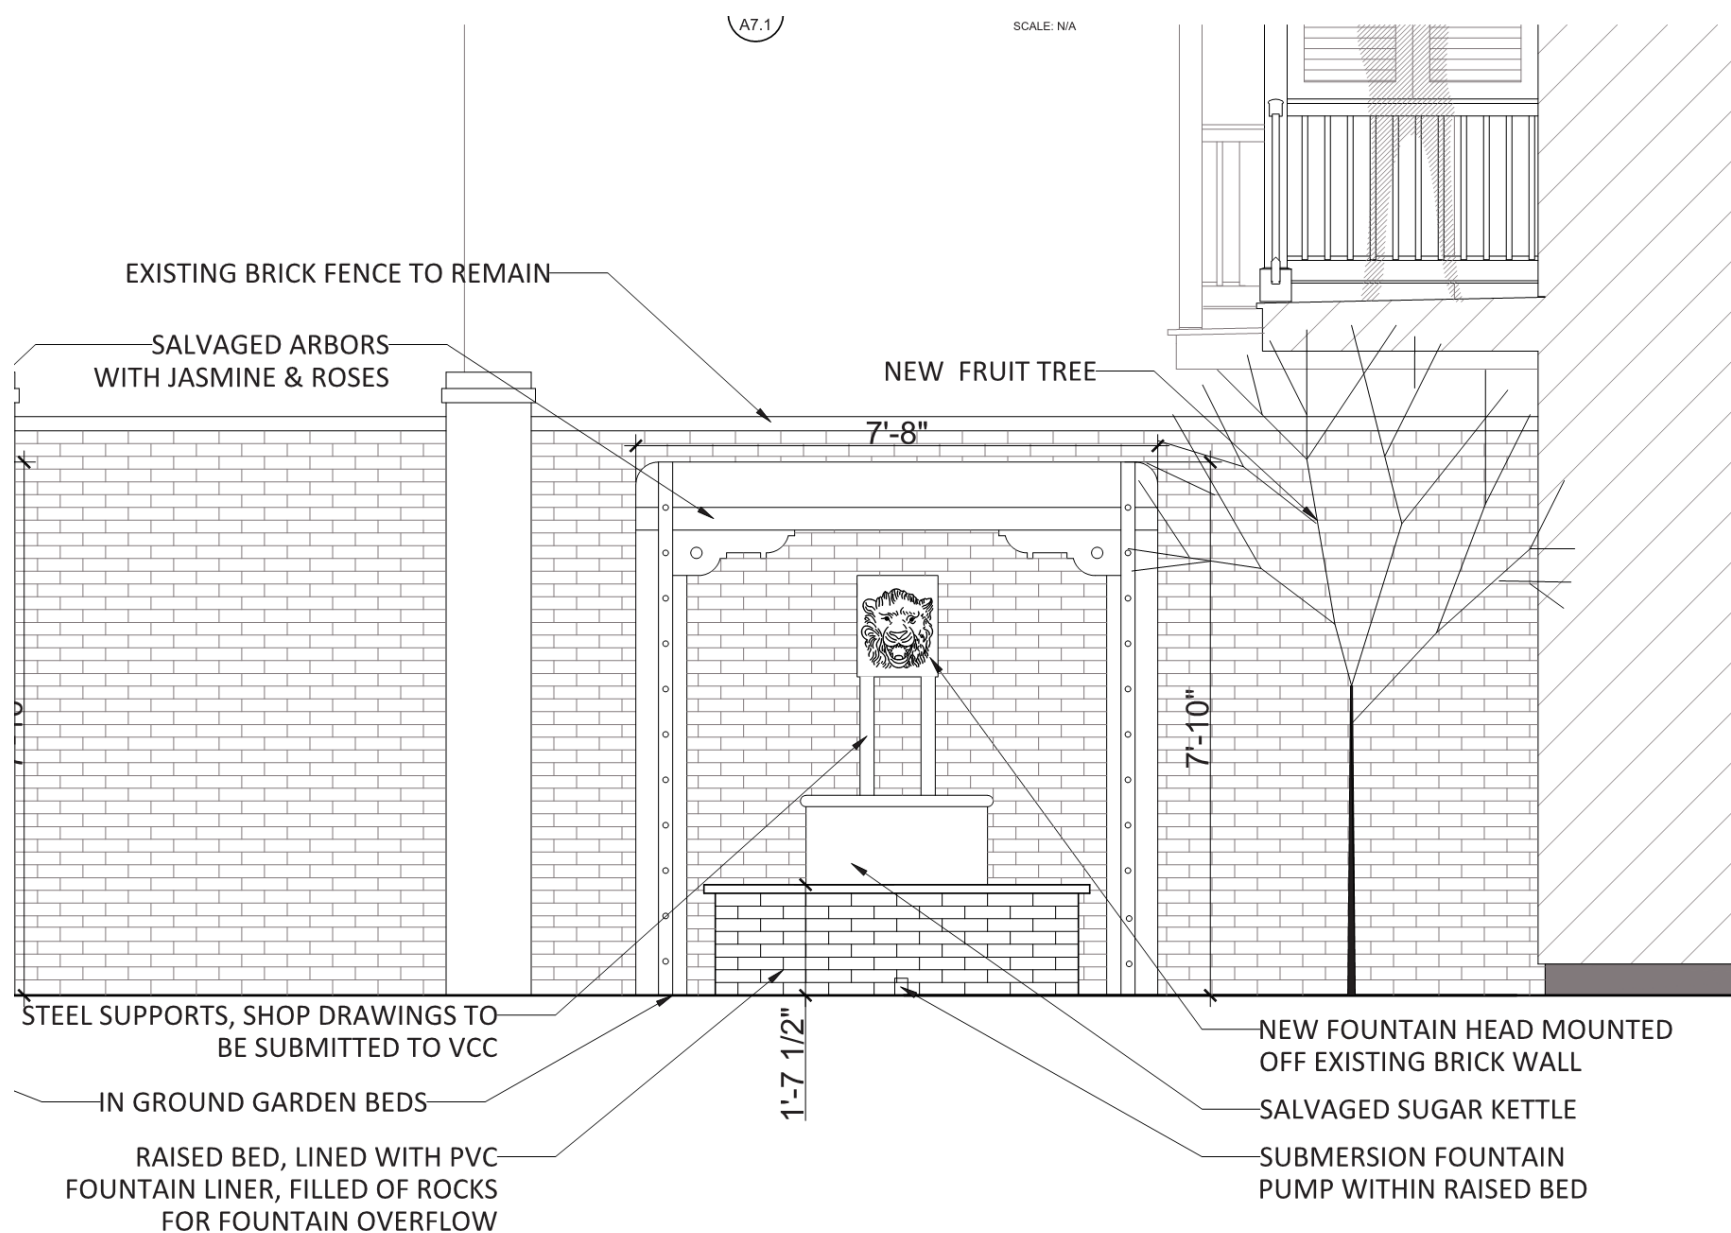 A7.1
SCALE: N/A
EXISTING BRICK FENCE TO REMAIN
SALVAGED ARBORS
WITH JASMINE & ROSES
NEW FRUIT TREE
7'-8"
7'-10"
STEEL SUPPORTS, SHOP DRAWINGS TO
BE SUBMITTED TO VCC
IN GROUND GARDEN BEDS
RAISED BED, LINED WITH PVC
FOUNTAIN LINER, FILLED OF ROCKS
FOR FOUNTAIN OVERFLOW
1'-7 1/2"
NEW FOUNTAIN HEAD MOUNTED
OFF EXISTING BRICK WALL
SALVAGED SUGAR KETTLE
SUBMERSION FOUNTAIN
PUMP WITHIN RAISED BED